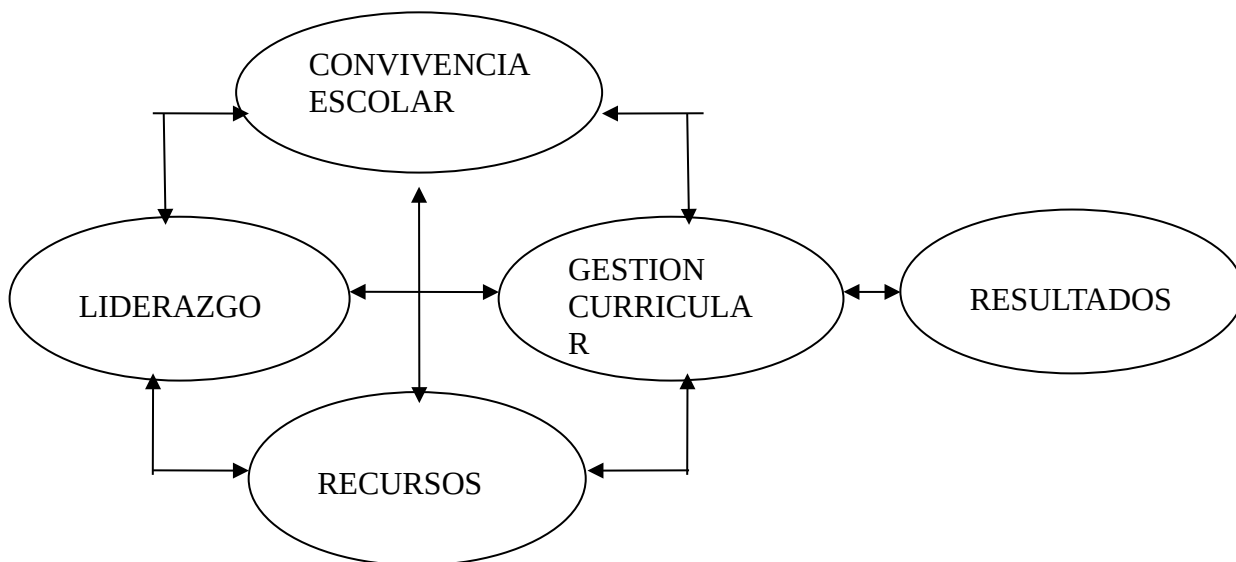 CONVIVENCIA
ESCOLAR
LIDERAZGO
GESTION
CURRICULA
R
RESULTADOS
RECURSOS